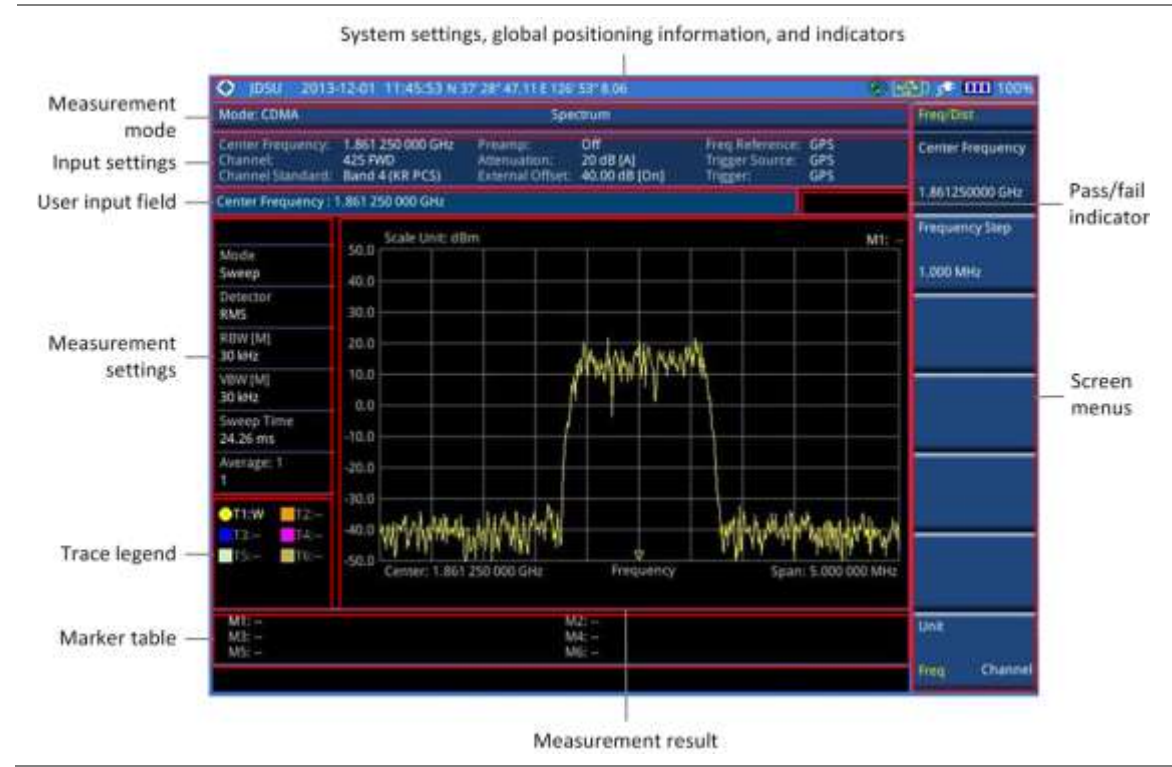 System settings, global positioning information, and indicators
JDSU 2013-12-01 11:45:53 N 37° 28" 47.11 E 126° 53" 8.06 100%
Measurement mode
Mode: CDMA Spectrum
Freq/Dist
Input settings
Center Frequency: 1.861 250 000 GHz Preamp: Off Freq Reference: GPS
Channel: 425 FWD Attenuation: 20 dB [A] Trigger Source: GPS
Channel Standard: Band 4 (KR PCS) External Offset: 40.00 dB [On] Trigger: GPS
Center Frequency
1.861250000 GHz
User input field
Center Frequency : 1.861 250 000 GHz
Pass/fail
indicator
Frequency Step
1.000 MHz
Scale Unit: dBm M1: --
Measurement
settings
Mode
Sweep
Detector
RMS
RBW [M]
30 kHz
VBW [M]
30 kHz
Sweep Time
24.26 ms
Average: 1
1
50.0
40.0
30.0
20.0
10.0
0.0
-10.0
-20.0
-30.0
-40.0
-50.0
Screen
menus
Trace legend
T1:W T2:--
T3:-- T4:--
T5:-- T6:--
Center: 1.861 250 000 GHz Frequency Span: 5.000 000 MHz
Marker table
M1: -- M2: --
M3: -- M4: --
M5: -- M6: --
Unit
Freq Channel
Measurement result